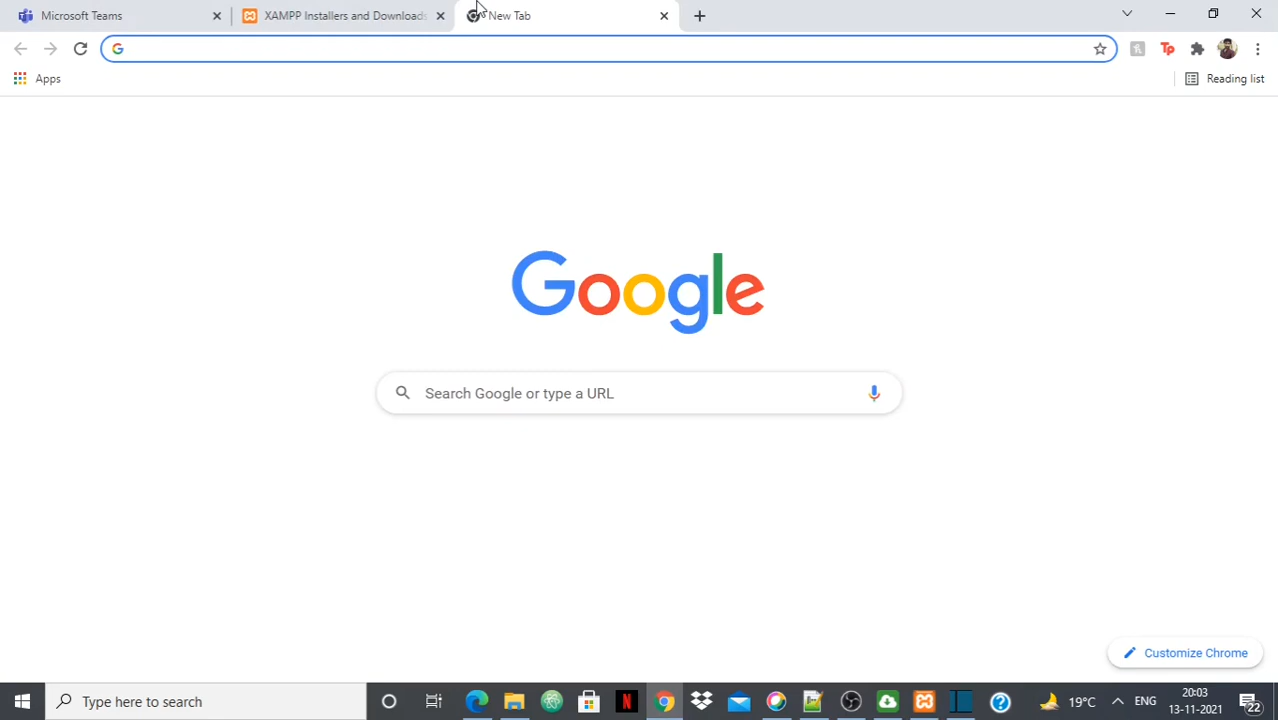 Microsoft Teams
XAMPP Installers and Downloads
New Tab
Apps
Reading list
Google
Search Google or type a URL
Customize Chrome
Type here to search
19°C
ENG
20:03
13-11-2021
22